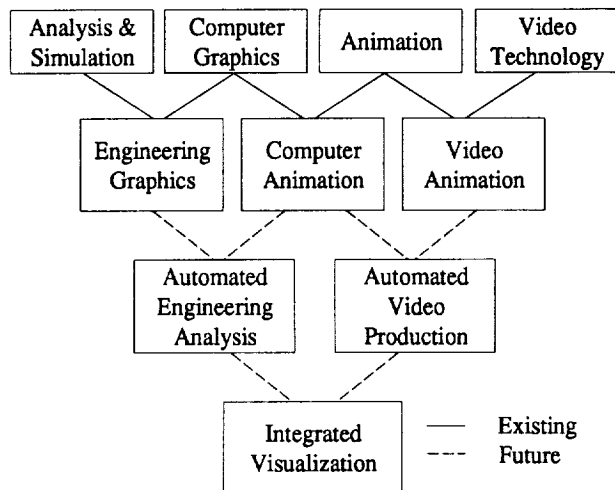 Analysis &
Simulation
Computer
Graphics
Animation
Video
Technology
Engineering
Graphics
Computer
Animation
Video
Animation
Automated
Engineering
Analysis
Automated
Video
Production
Integrated
Visualization
Existing
Future